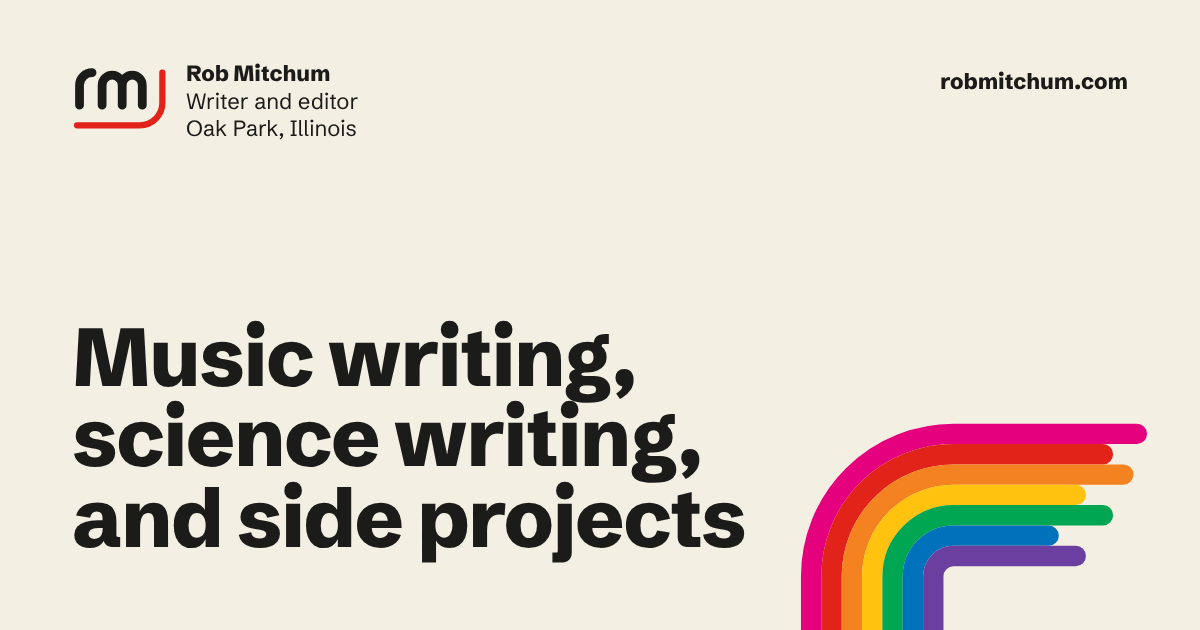 rm
Rob Mitchum
Writer and editor
Oak Park, Illinois
robmitchum.com
Music writing,
science writing,
and side projects